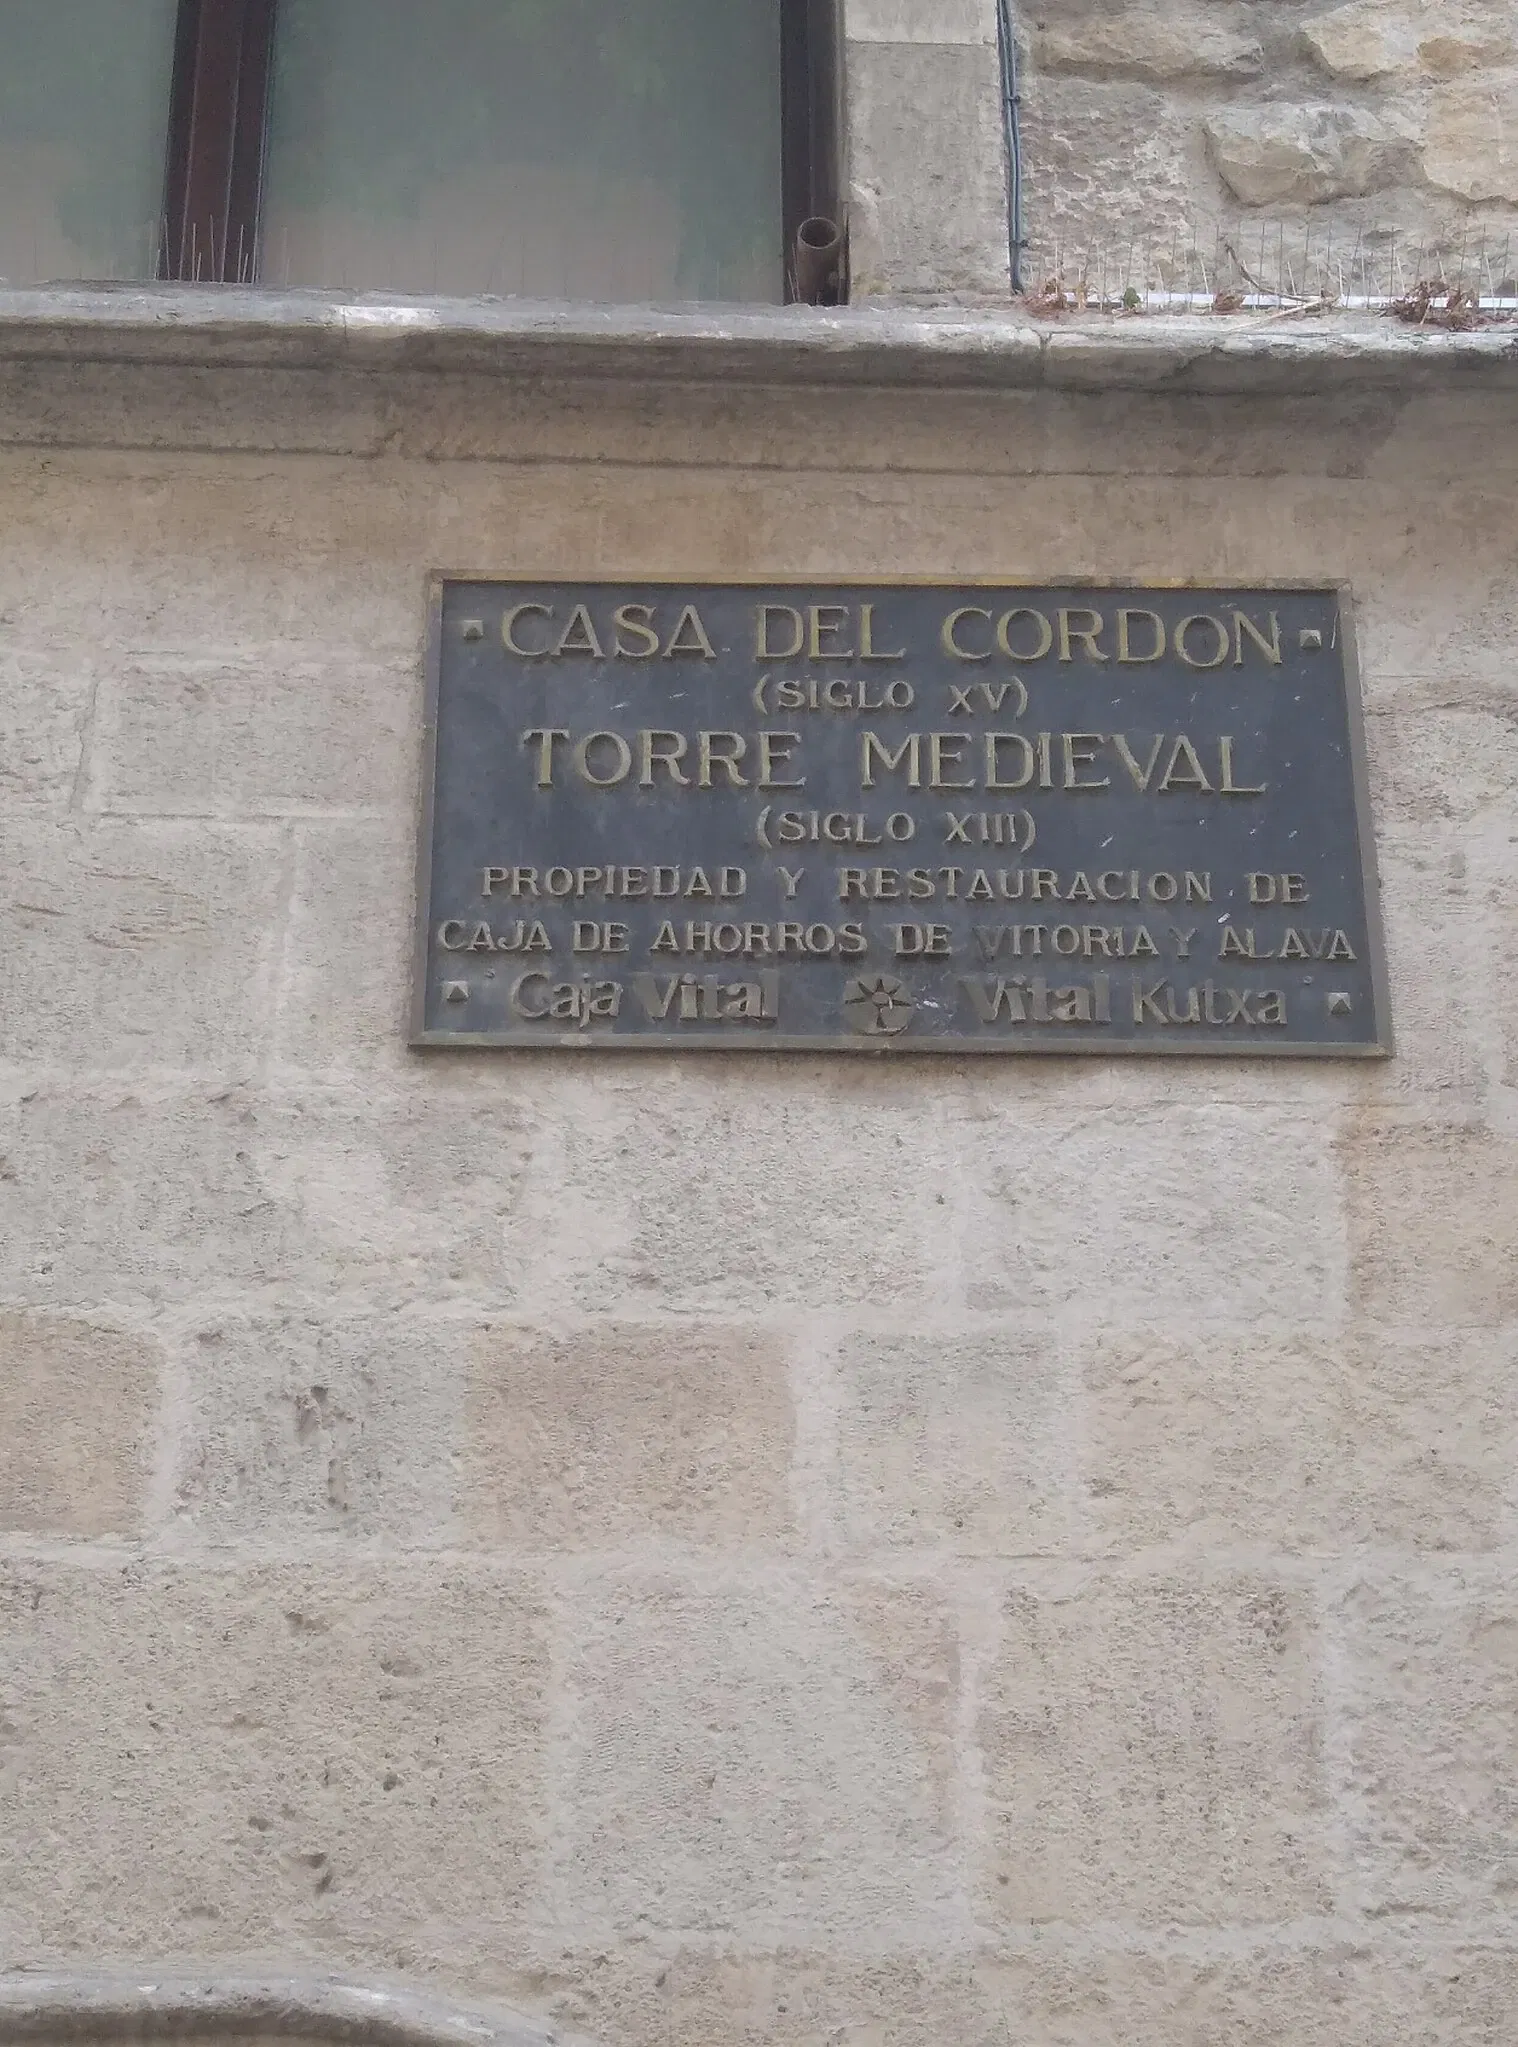 CASA DEL CORDON
(SIGLO XV)
TORRE MEDIEVAL
(SIGLO XIII)
PROPIEDAD Y RESTAURACION DE
CAJA DE AHORROS DE VITORIA Y ALAVA
Caja Vital Vital Kutxa